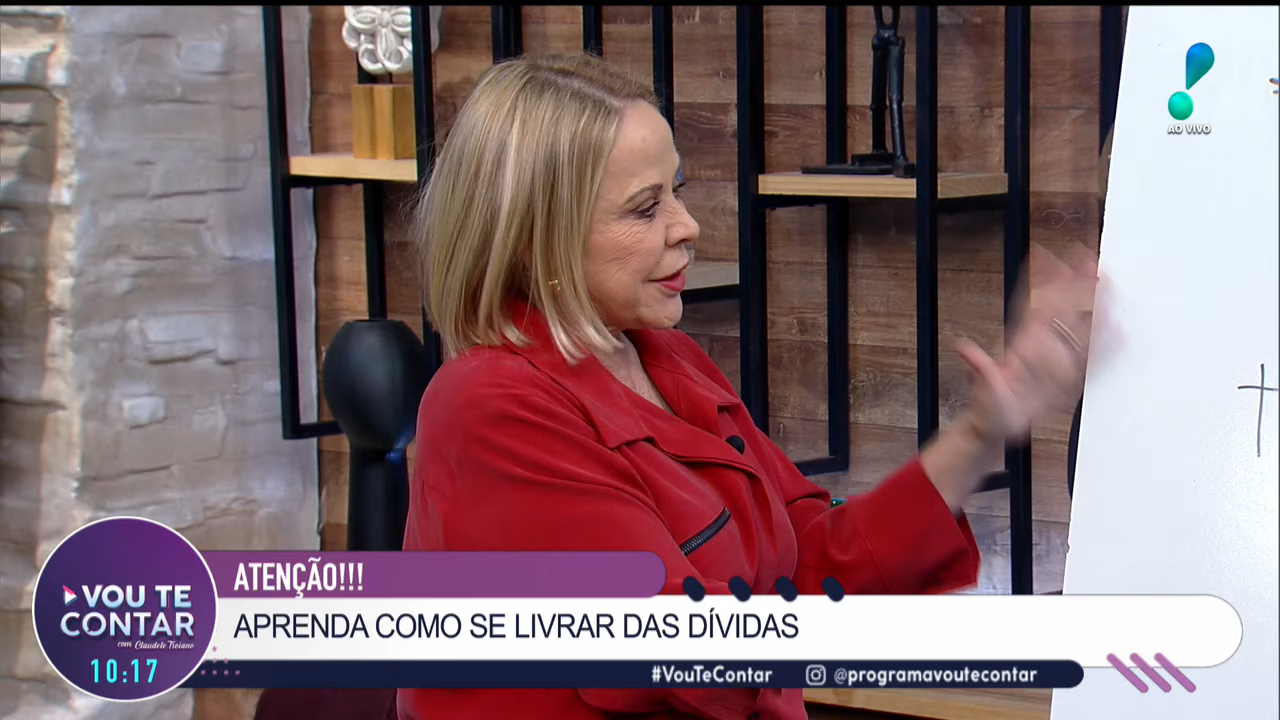 AO VIVO
ATENÇÃO!!!
APRENDA COMO SE LIVRAR DAS DÍVIDAS
VOU TE
CONTAR
com Claudete Troiano
10:17
#VouTeContar @programavoutecontar